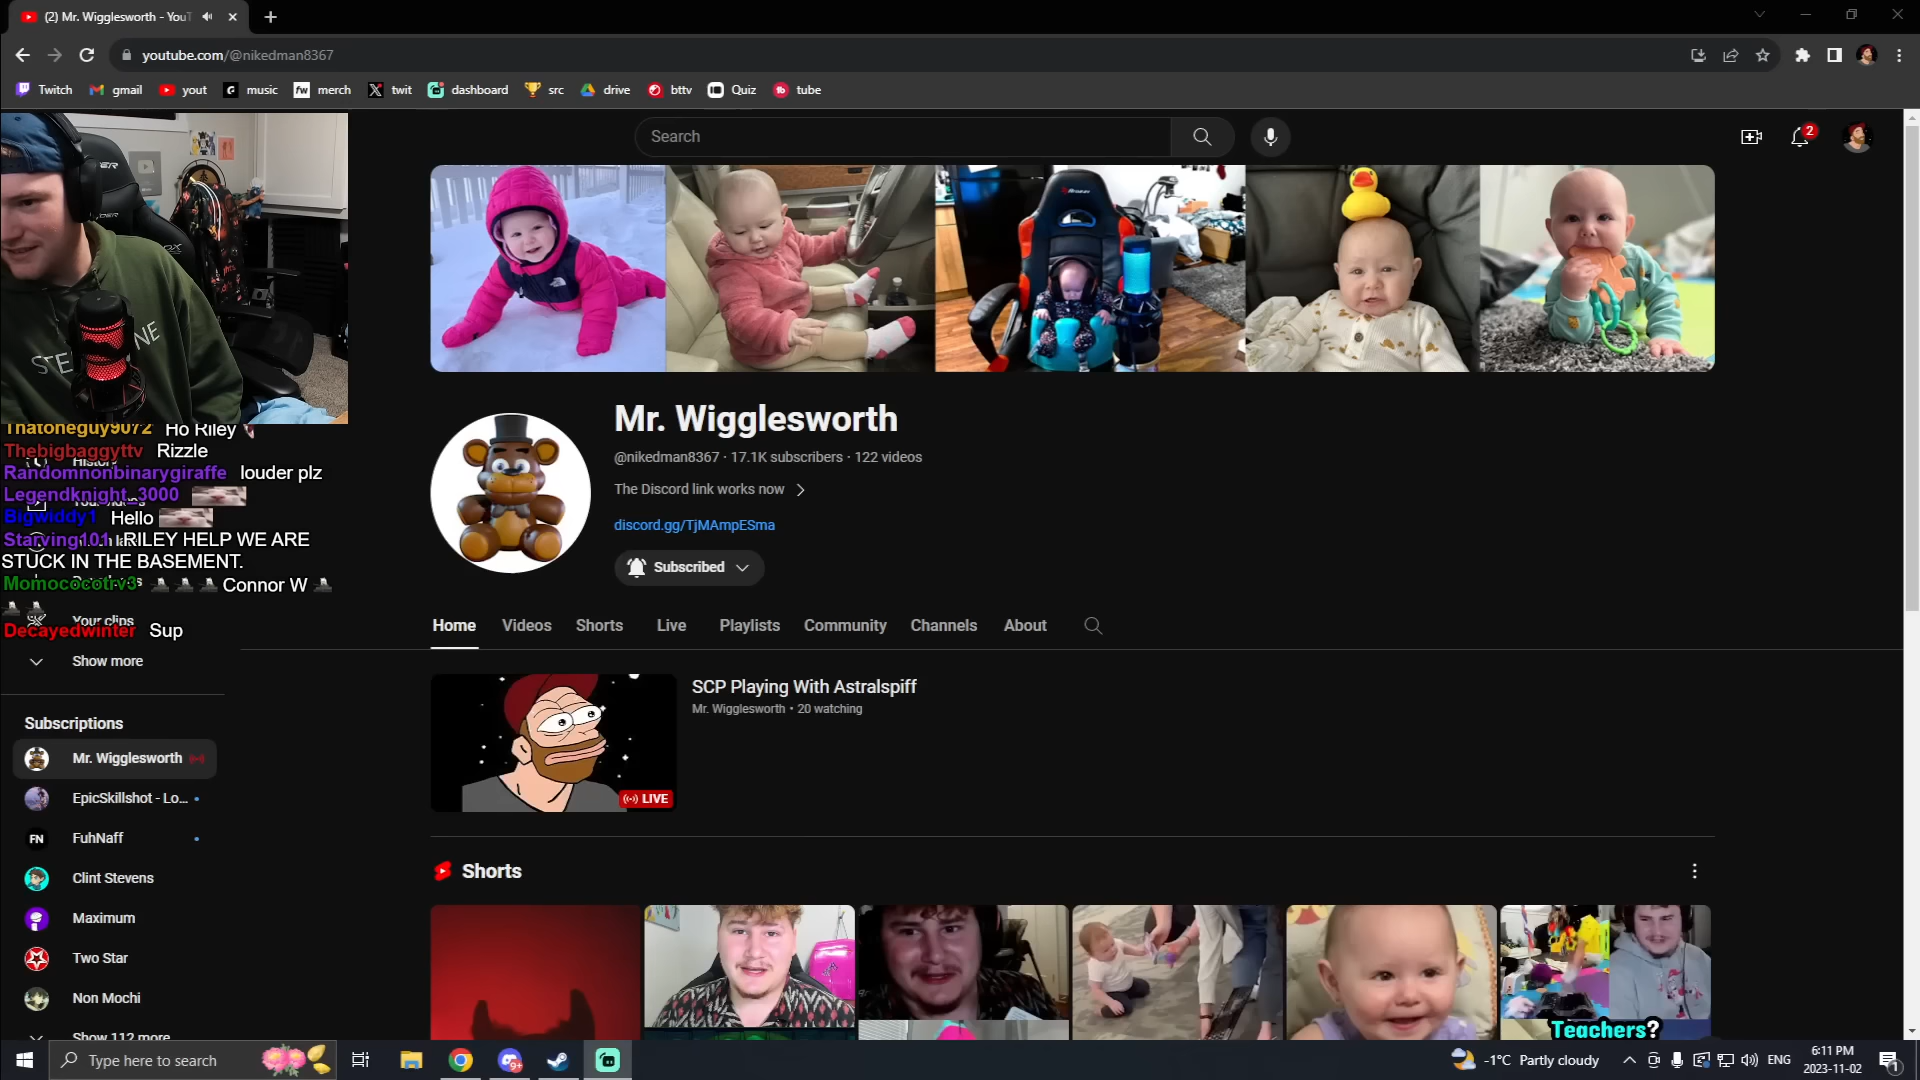 (2) Mr. Wigglesworth - YouT
youtube.com/@nikedman8367
Twitch gmail yout music merch twit dashboard src drive bttv Quiz tube
Search
2
Mr. Wigglesworth
@nikedman8367 · 17.1K subscribers · 122 videos
The Discord link works now
discord.gg/TjMAmpESma
Subscribed
Home Videos Shorts Live Playlists Community Channels About
SCP Playing With Astralspiff
Mr. Wigglesworth • 20 watching
LIVE
Shorts
Teachers?
Thatoneguy9072 Ho Riley
Thebigbaggyttv Rizzle
Randomnonbinarygiraffe louder plz
Legendknight_3000
Bigwiddy1 Hello
Starving101 RILEY HELP WE ARE
STUCK IN THE BASEMENT.
Momococotrv3 Connor W
Your clips
Decayedwinter Sup
Show more
Subscriptions
Mr. Wigglesworth
EpicSkillshot - Lo...
FN FuhNaff
Clint Stevens
Maximum
Two Star
Non Mochi
Show 112 more
Type here to search
9+
-1°C Partly cloudy
ENG
6:11 PM
2023-11-02
1